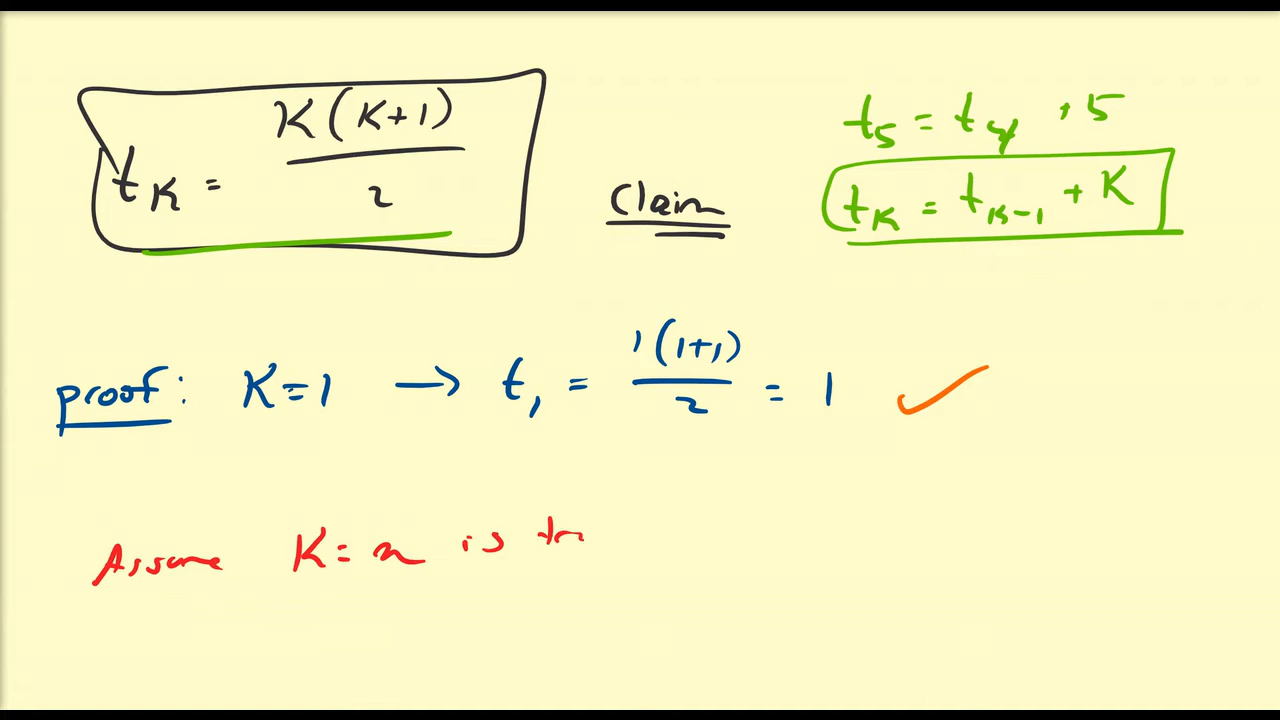 t_K = K(K+1)/2
Claim
t_5 = t_4 + 5
t_K = t_{K-1} + K
proof: K=1 → t_1 = 1(1+1)/2 = 1 ✓
Assume K=n is tr